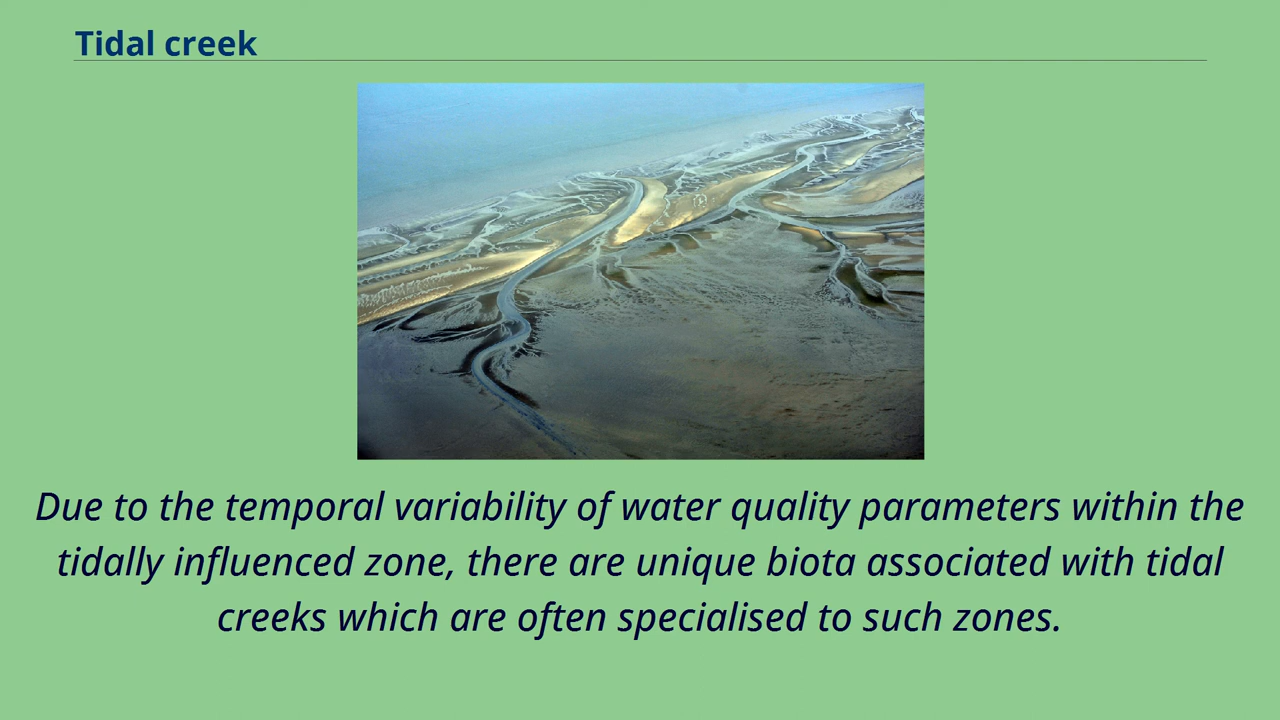 Tidal creek
Due to the temporal variability of water quality parameters within the
tidally influenced zone, there are unique biota associated with tidal
creeks which are often specialised to such zones.